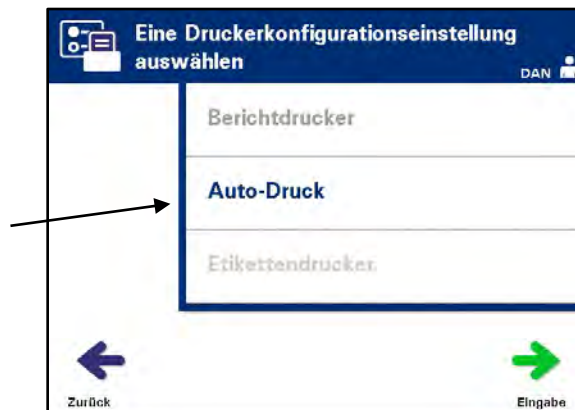 Eine Druckerkonfigurationseinstellung
auswählen
DAN
Berichtdrucker
Auto-Druck
Etikettendrucker
Zurück
Eingabe